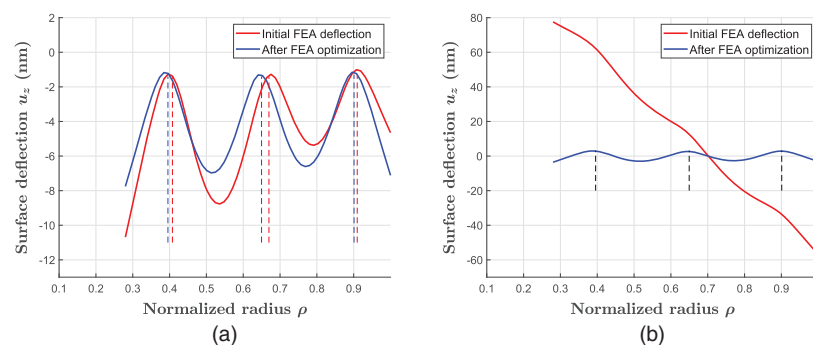 Initial FEA deflection
After FEA optimization
Surface deflection u_z (nm)
2
0
-2
-4
-6
-8
-10
-12
0.1 0.2 0.3 0.4 0.5 0.6 0.7 0.8 0.9
Normalized radius ρ
(a)
Initial FEA deflection
After FEA optimization
Surface deflection u_z (nm)
80
60
40
20
0
-20
-40
-60
0.1 0.2 0.3 0.4 0.5 0.6 0.7 0.8 0.9
Normalized radius ρ
(b)